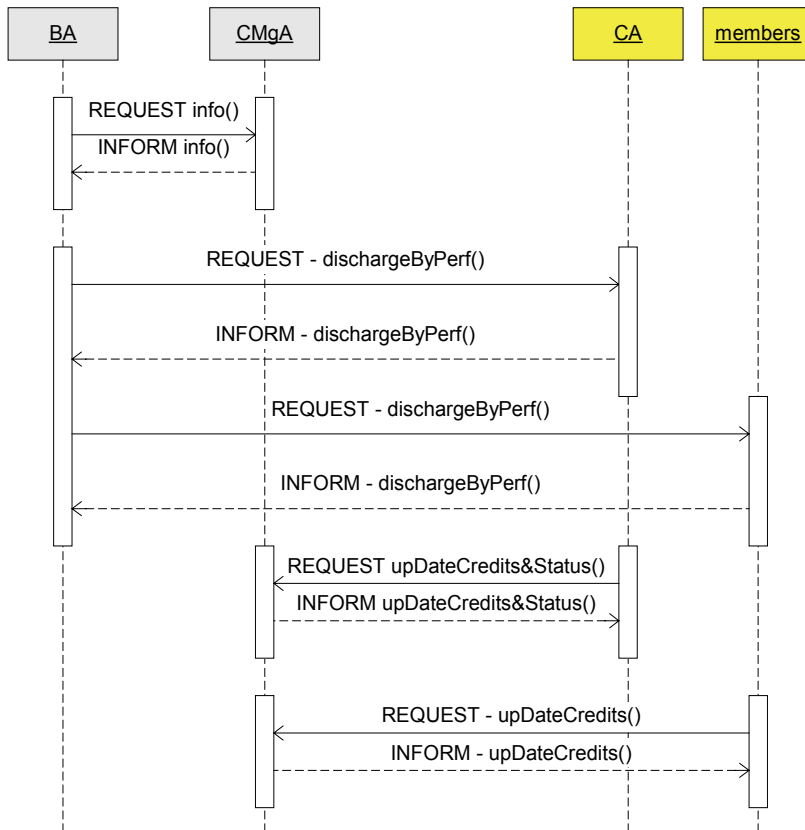 BA
CMgA
CA
members
REQUEST info()
INFORM info()
REQUEST - dischargeByPerf()
INFORM - dischargeByPerf()
REQUEST - dischargeByPerf()
INFORM - dischargeByPerf()
REQUEST upDateCredits&Status()
INFORM upDateCredits&Status()
REQUEST - upDateCredits()
INFORM - upDateCredits()